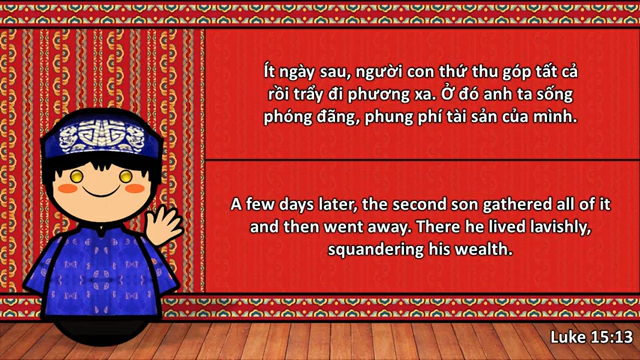 Ít ngày sau, người con thứ thu góp tất cả
rồi trẩy đi phương xa. Ở đó anh ta sống
phóng đãng, phung phí tài sản của mình.
A few days later, the second son gathered all of it
and then went away. There he lived lavishly,
squandering his wealth.
Luke 15:13